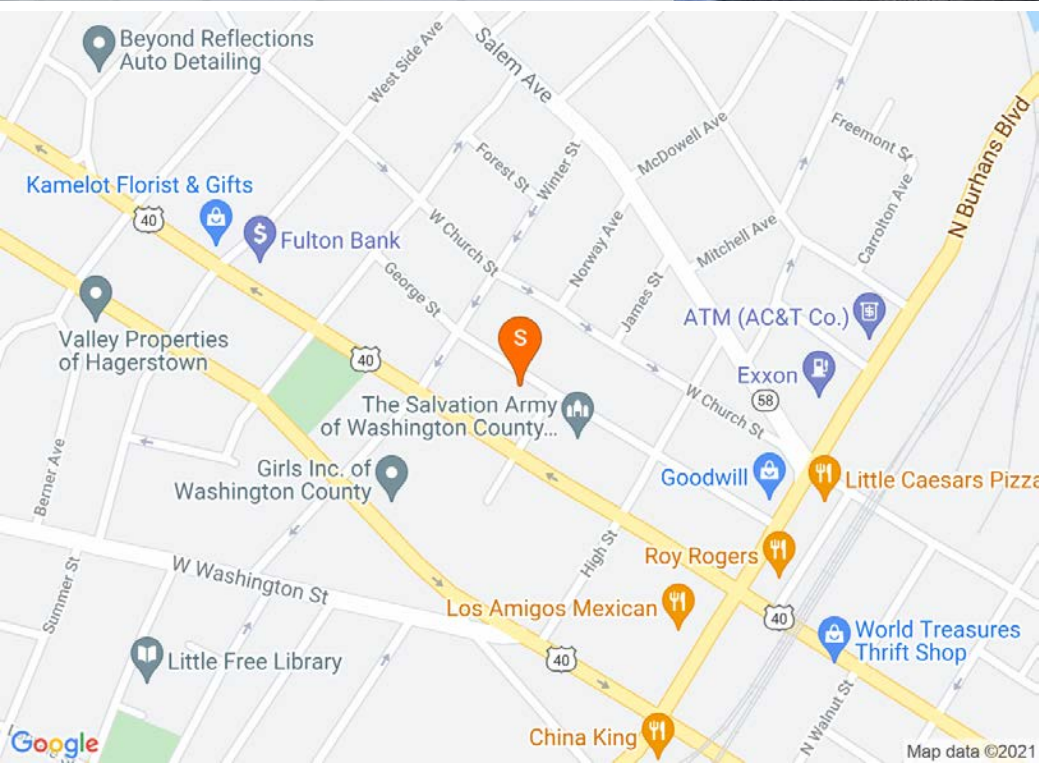 Beyond Reflections
Auto Detailing
West Side Ave
Salem Ave
N Burhans Blvd
McDowell Ave
Freemont St
Forest St
Winter St
Kamelot Florist & Gifts
40
Fulton Bank
W Church St
Norway Ave
Mitchell Ave
Carrolton Ave
George St
James St
Valley Properties
of Hagerstown
S
ATM (AC&T Co.)
40
Exxon
58
The Salvation Army
of Washington County...
W Church St
Girls Inc. of
Washington County
Goodwill
Little Caesars Pizza
Berner Ave
High St
Roy Rogers
W Washington St
Summer St
Los Amigos Mexican
40
World Treasures
Thrift Shop
Little Free Library
40
N Walnut St
China King
Google
Map data ©2021